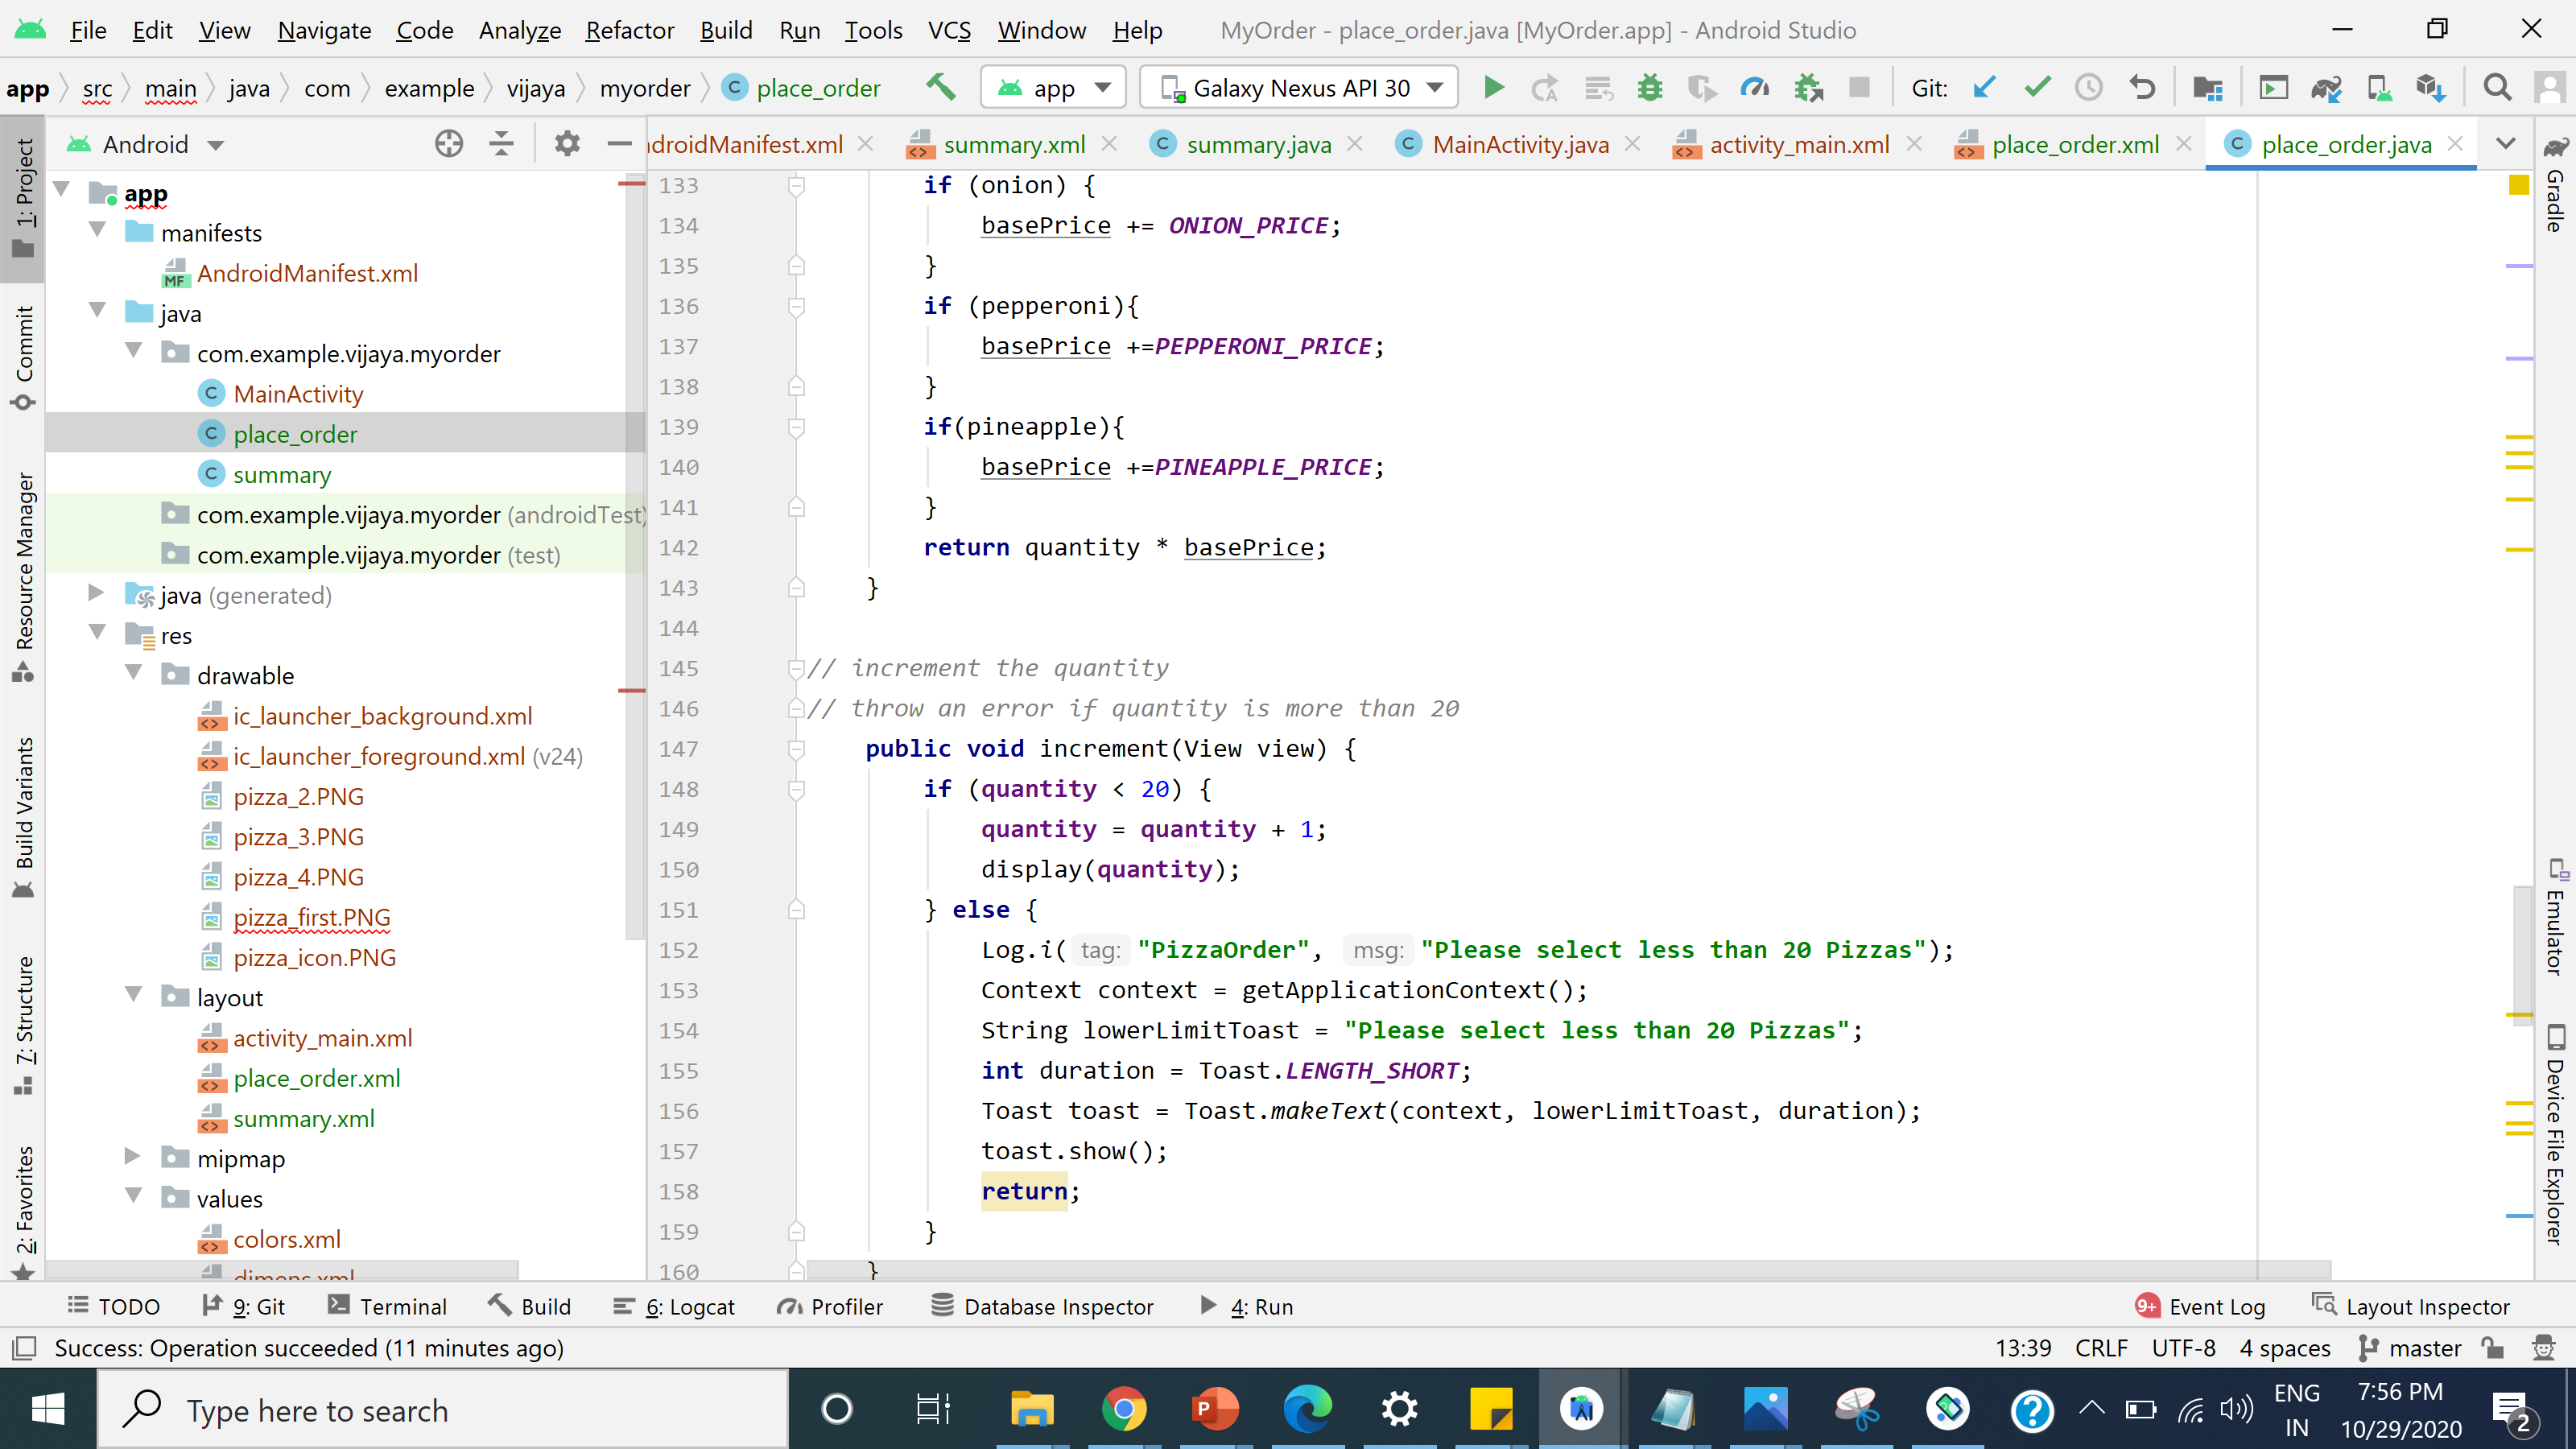 File Edit View Navigate Code Analyze Refactor Build Run Tools VCS Window Help MyOrder - place_order.java [MyOrder.app] - Android Studio
app src main java com example vijaya myorder place_order app Galaxy Nexus API 30 Git:
Android
ndroidManifest.xml summary.xml summary.java MainActivity.java activity_main.xml place_order.xml place_order.java
1: Project
Commit
Resource Manager
Build Variants
7: Structure
2: Favorites
app
manifests
AndroidManifest.xml
java
com.example.vijaya.myorder
MainActivity
place_order
summary
com.example.vijaya.myorder (androidTest)
com.example.vijaya.myorder (test)
java (generated)
res
drawable
ic_launcher_background.xml
ic_launcher_foreground.xml (v24)
pizza_2.PNG
pizza_3.PNG
pizza_4.PNG
pizza_first.PNG
pizza_icon.PNG
layout
activity_main.xml
place_order.xml
summary.xml
mipmap
values
colors.xml
dimens.xml
133 if (onion) {
134 basePrice += ONION_PRICE;
135 }
136 if (pepperoni){
137 basePrice +=PEPPERONI_PRICE;
138 }
139 if(pineapple){
140 basePrice +=PINEAPPLE_PRICE;
141 }
142 return quantity * basePrice;
143 }
144
145 // increment the quantity
146 // throw an error if quantity is more than 20
147 public void increment(View view) {
148 if (quantity < 20) {
149 quantity = quantity + 1;
150 display(quantity);
151 } else {
152 Log.i( tag: "PizzaOrder", msg: "Please select less than 20 Pizzas");
153 Context context = getApplicationContext();
154 String lowerLimitToast = "Please select less than 20 Pizzas";
155 int duration = Toast.LENGTH_SHORT;
156 Toast toast = Toast.makeText(context, lowerLimitToast, duration);
157 toast.show();
158 return;
159 }
160 }
Gradle
Emulator
Device File Explorer
TODO 9: Git Terminal Build 6: Logcat Profiler Database Inspector 4: Run 9+ Event Log Layout Inspector
Success: Operation succeeded (11 minutes ago) 13:39 CRLF UTF-8 4 spaces master
Type here to search
ENG
IN
7:56 PM
10/29/2020
2